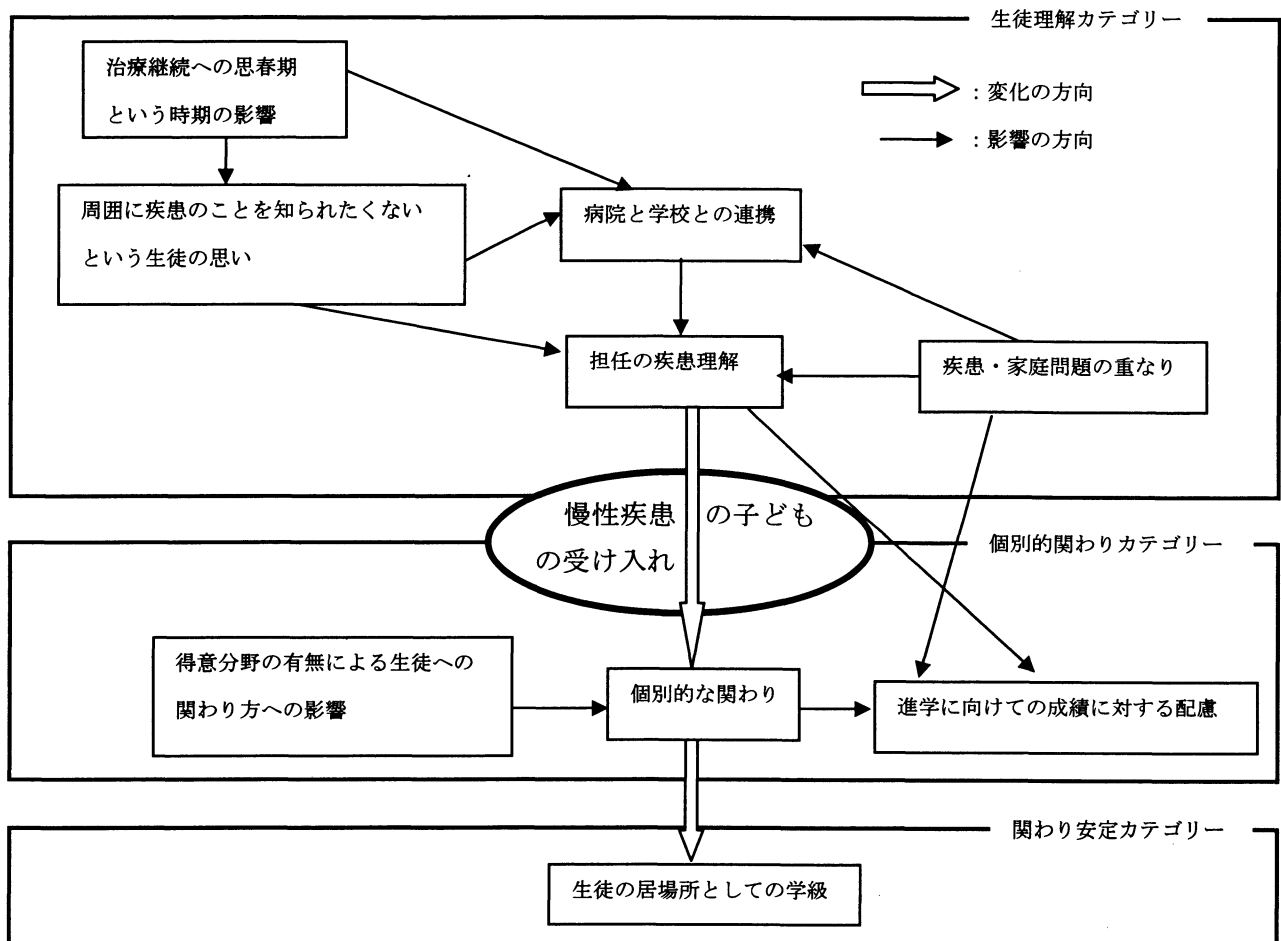 生徒理解カテゴリー
治療継続への思春期
という時期の影響
：変化の方向
：影響の方向
周囲に疾患のことを知られたくない
という生徒の思い
病院と学校との連携
担任の疾患理解
疾患・家庭問題の重なり
慢性疾患の子ども
の受け入れ
個別的関わりカテゴリー
得意分野の有無による生徒への
関わり方への影響
個別的な関わり
進学に向けての成績に対する配慮
関わり安定カテゴリー
生徒の居場所としての学級